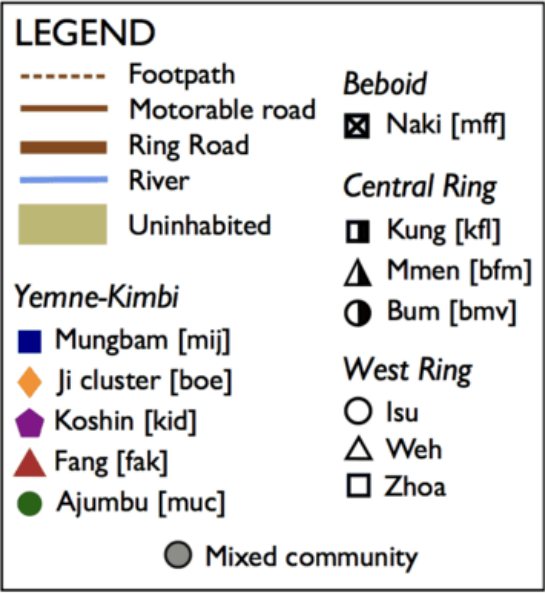 LEGEND
Footpath
Motorable road
Ring Road
River
Uninhabited
Yemne-Kimbi
Mungbam [mij]
Ji cluster [boe]
Koshin [kid]
Fang [fak]
Ajumbu [muc]
Beboid
Naki [mff]
Central Ring
Kung [kfl]
Mmen [bfm]
Bum [bmv]
West Ring
Isu
Weh
Zhoa
Mixed community